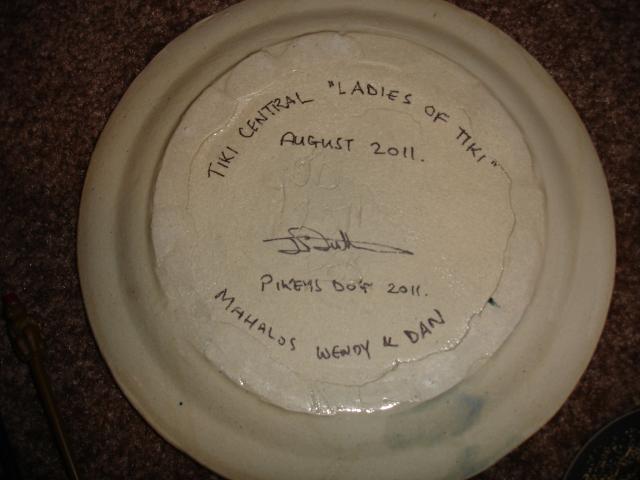 TIKI CENTRAL "LADIES OF TIKI"
AUGUST 2011.
PIKEYS DOG 2011.
MAHALOS WENDY & DAN